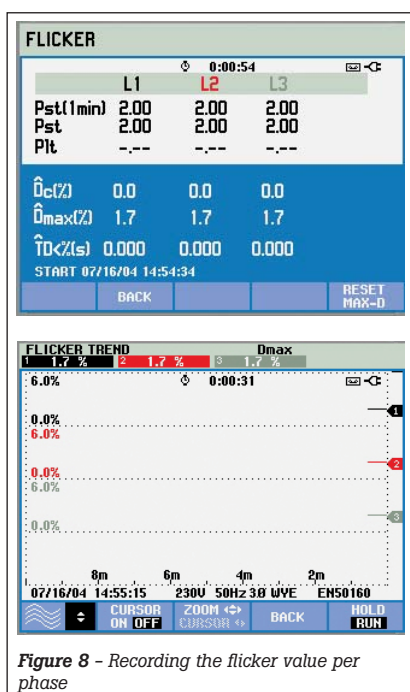 FLICKER
0:00:54
L1 L2 L3
Pst(1min) 2.00 2.00 2.00
Pst 2.00 2.00 2.00
Plt -.-- -.-- -.--
D̂c(%) 0.0 0.0 0.0
D̂max(%) 1.7 1.7 1.7
T̂D<%(s) 0.000 0.000 0.000
START 07/16/04 14:54:34
BACK RESET MAX-D
FLICKER TREND Dmax
1 1.7 % 2 1.7 % 3 1.7 %
6.0% 0:00:31
1
0.0%
6.0%
2
0.0%
6.0%
3
0.0%
8m 6m 4m 2m
07/16/04 14:55:15 230V 50Hz 3Ø WYE EN50160
CURSOR ZOOM BACK HOLD
ON OFF CURSOR RUN
Figure 8 – Recording the flicker value per
phase